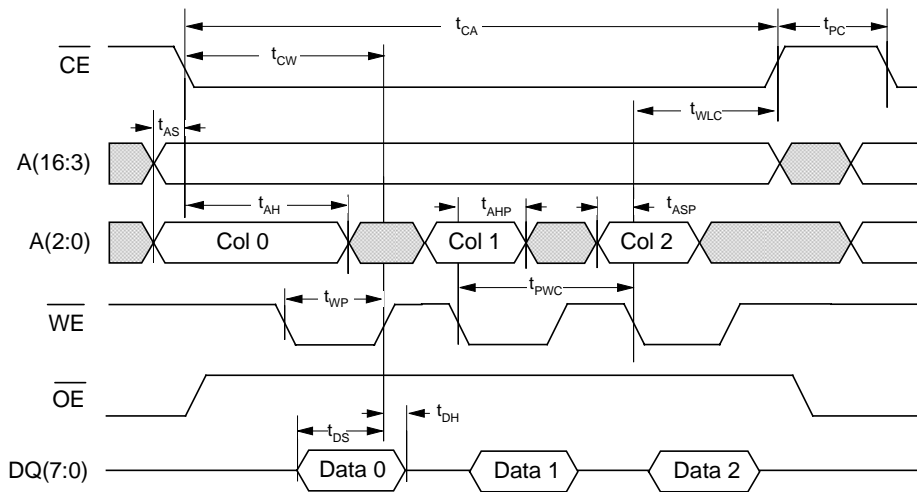 tCA
tPC
tCW
CE
tWLC
tAS
A(16:3)
tAH
tAHP
tASP
A(2:0)
Col 0
Col 1
Col 2
tWP
tPWC
WE
OE
tDS
tDH
DQ(7:0)
Data 0
Data 1
Data 2